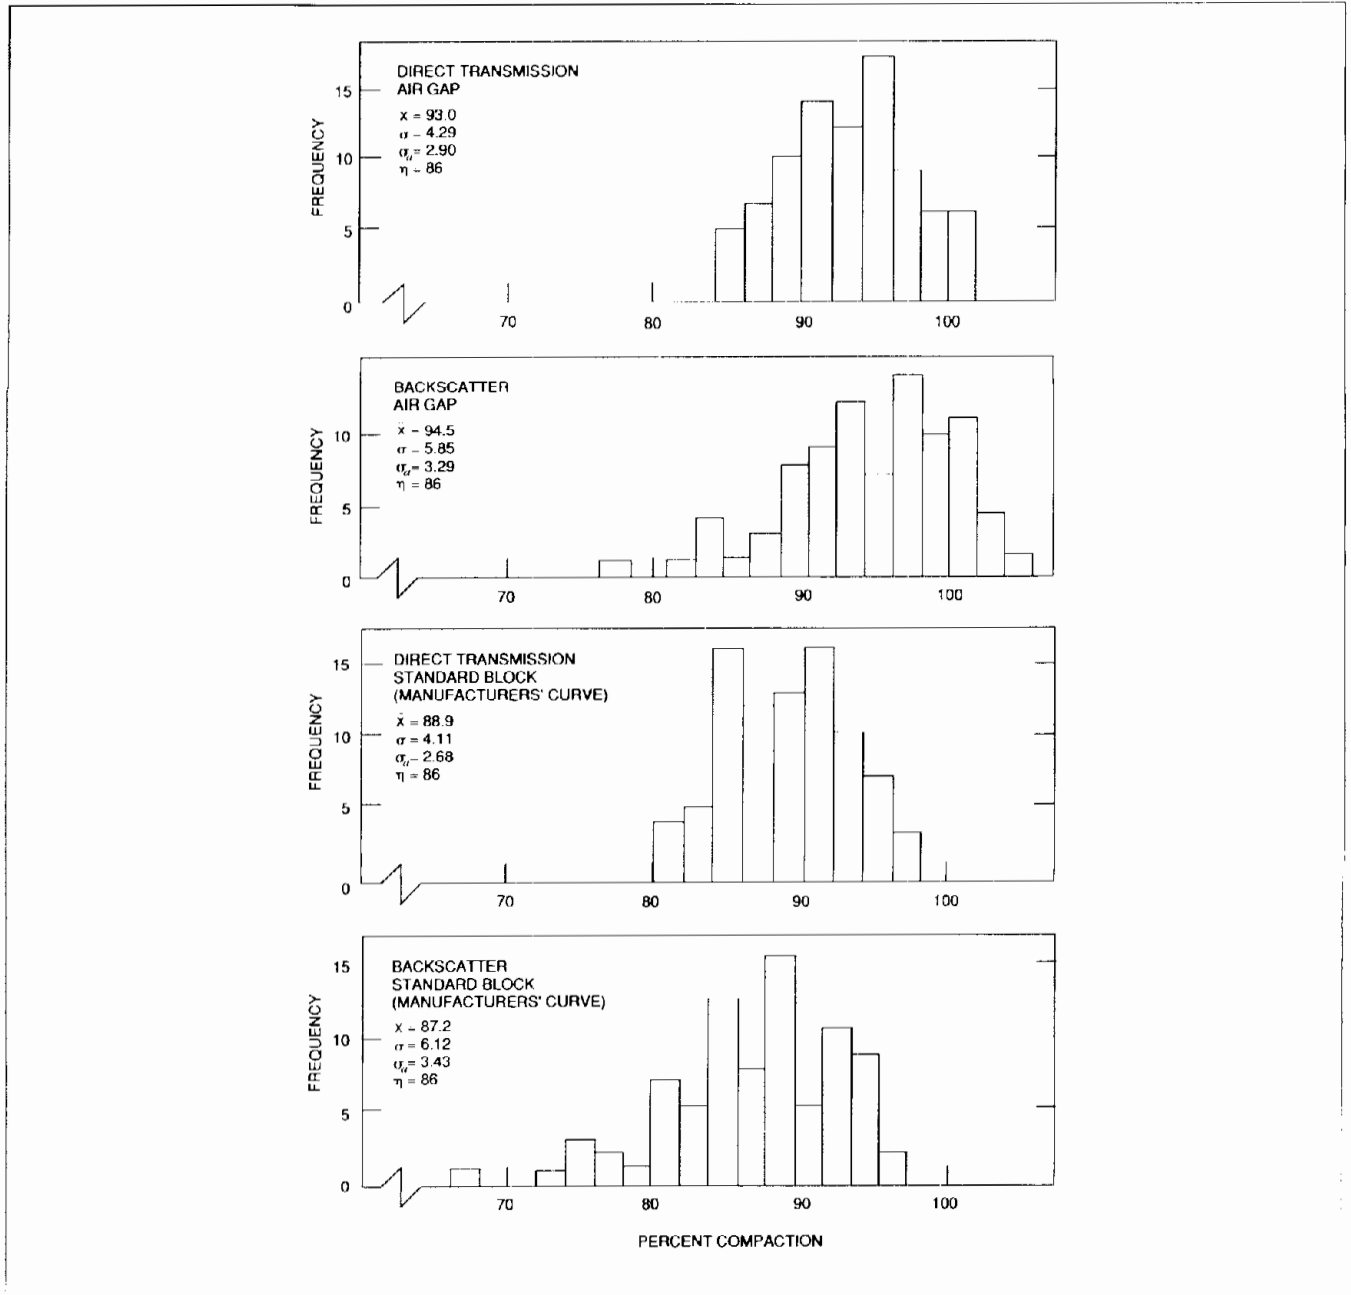 DIRECT TRANSMISSION
AIR GAP
x = 93.0
σ - 4.29
σₐ= 2.90
η - 86
FREQUENCY
15
10
5
0
70 80 90 100
BACKSCATTER
AIR GAP
x̄ - 94.5
σ - 5.85
σₐ= 3.29
η = 86
FREQUENCY
10
5
0
70 80 90 100
DIRECT TRANSMISSION
STANDARD BLOCK
(MANUFACTURERS' CURVE)
x̄ = 88.9
σ = 4.11
σₐ- 2.68
η = 86
FREQUENCY
15
10
5
0
70 80 90 100
BACKSCATTER
STANDARD BLOCK
(MANUFACTURERS' CURVE)
x - 87.2
σ = 6.12
σₐ= 3.43
η = 86
FREQUENCY
15
10
5
0
70 80 90 100
PERCENT COMPACTION